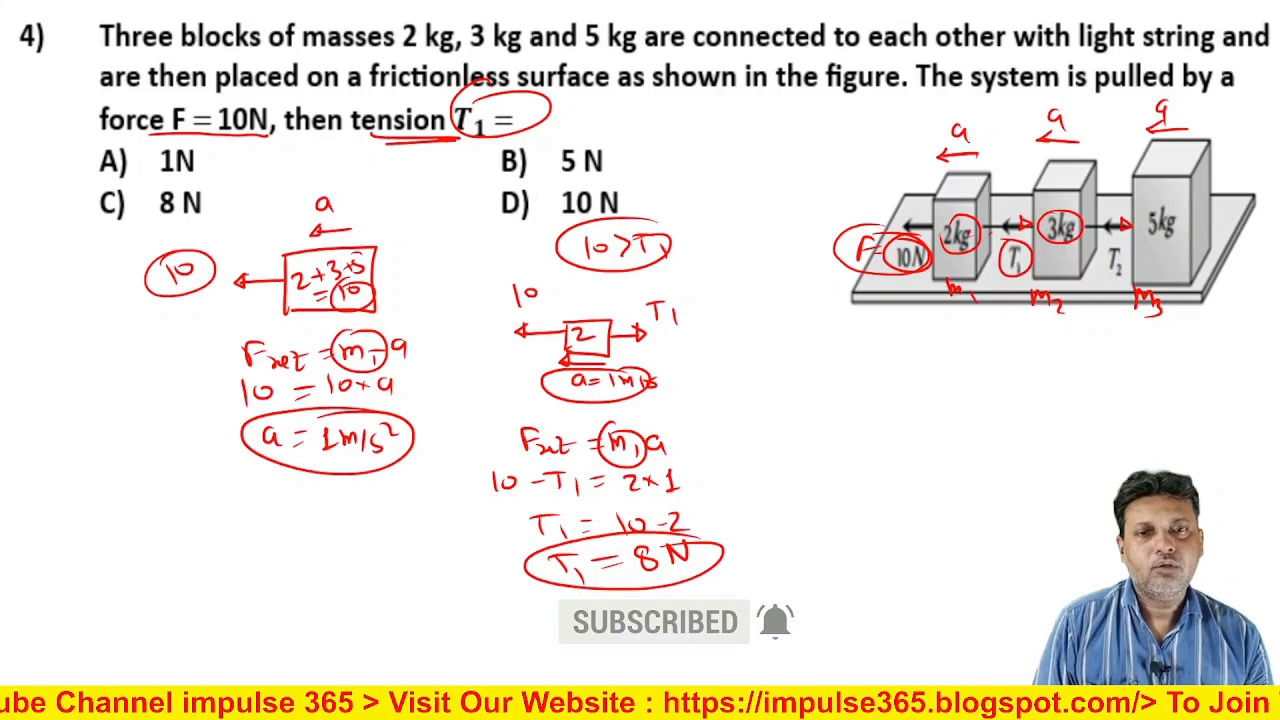 4) Three blocks of masses 2 kg, 3 kg and 5 kg are connected to each other with light string and
are then placed on a frictionless surface as shown in the figure. The system is pulled by a
force F = 10N, then tension T₁ =
A) 1N
B) 5 N
C) 8 N
D) 10 N
a
a
a
2kg
3kg
5kg
F = 10N
T₁
T₂
m₁
m₂
m₃
a
10
2+3+5
= 10
Fnet = m₁ a
10 = 10×a
a = 1m/s²
10 > T₁
10
T₁
2
Fnet = m₁ a
10 - T₁ = 2×1
T₁ = 10-2
T₁ = 8 N
SUBSCRIBED
ube Channel impulse 365 > Visit Our Website : https://impulse365.blogspot.com/> To Join